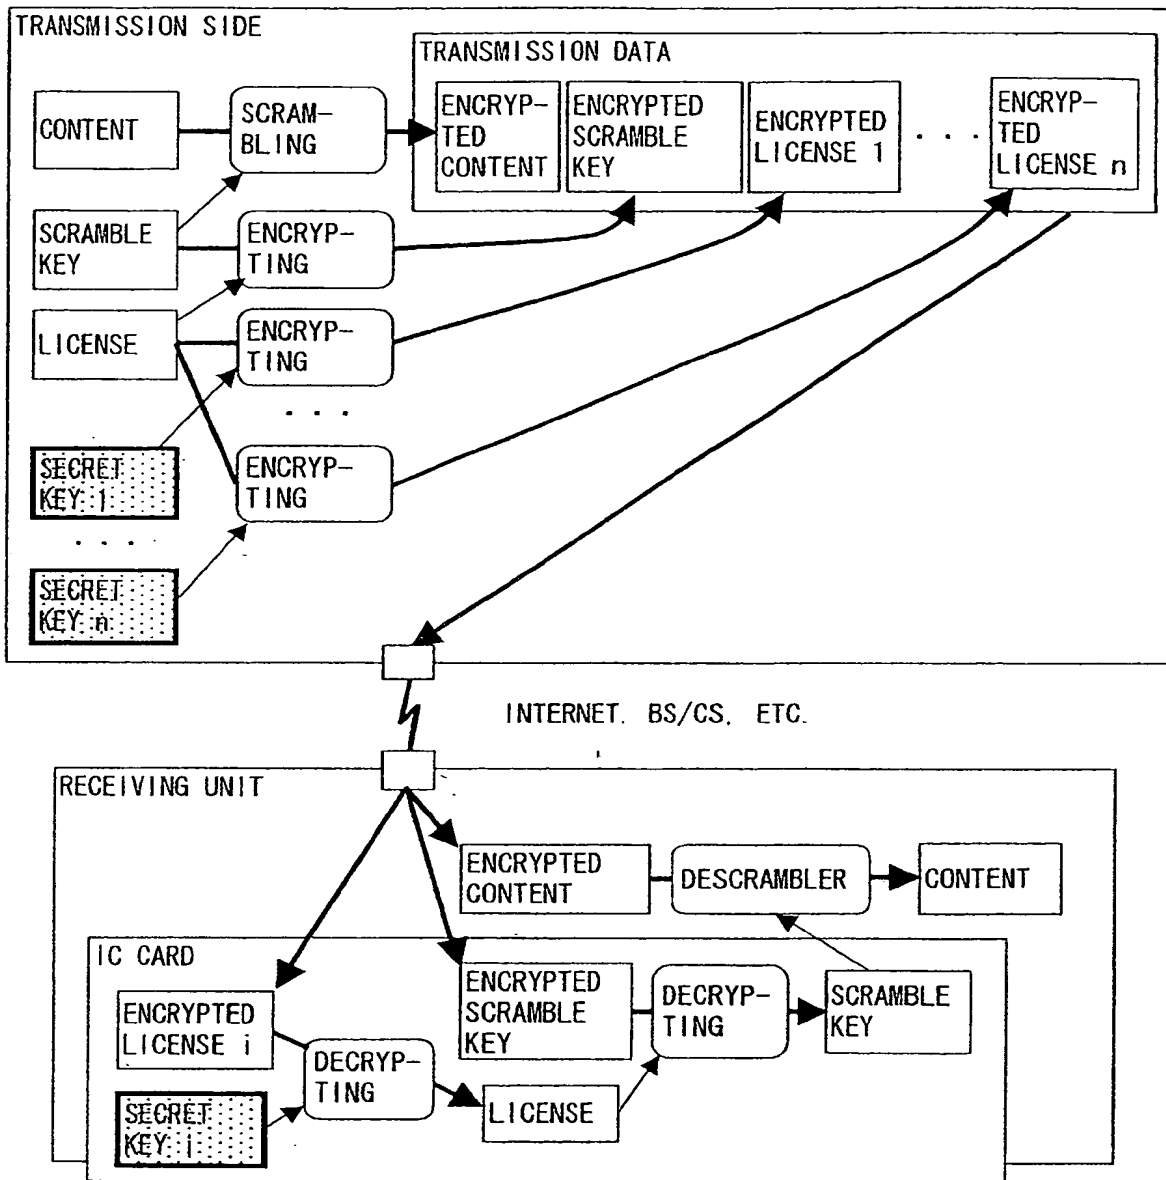 TRANSMISSION SIDE
TRANSMISSION DATA
CONTENT
SCRAM-
BLING
ENCRYP-
TED
CONTENT
ENCRYPTED
SCRAMBLE
KEY
ENCRYPTED
LICENSE 1
. . . .
ENCRYP-
TED
LICENSE n
SCRAMBLE
KEY
ENCRYP-
TING
LICENSE
ENCRYP-
TING
. . . .
SECRET
KEY 1
ENCRYP-
TING
. . . .
SECRET
KEY n
INTERNET. BS/CS, ETC.
RECEIVING UNIT
ENCRYPTED
CONTENT
DESCRAMBLER
CONTENT
IC CARD
ENCRYPTED
LICENSE i
ENCRYPTED
SCRAMBLE
KEY
DECRYP-
TING
SCRAMBLE
KEY
DECRYP-
TING
SECRET
KEY i
LICENSE